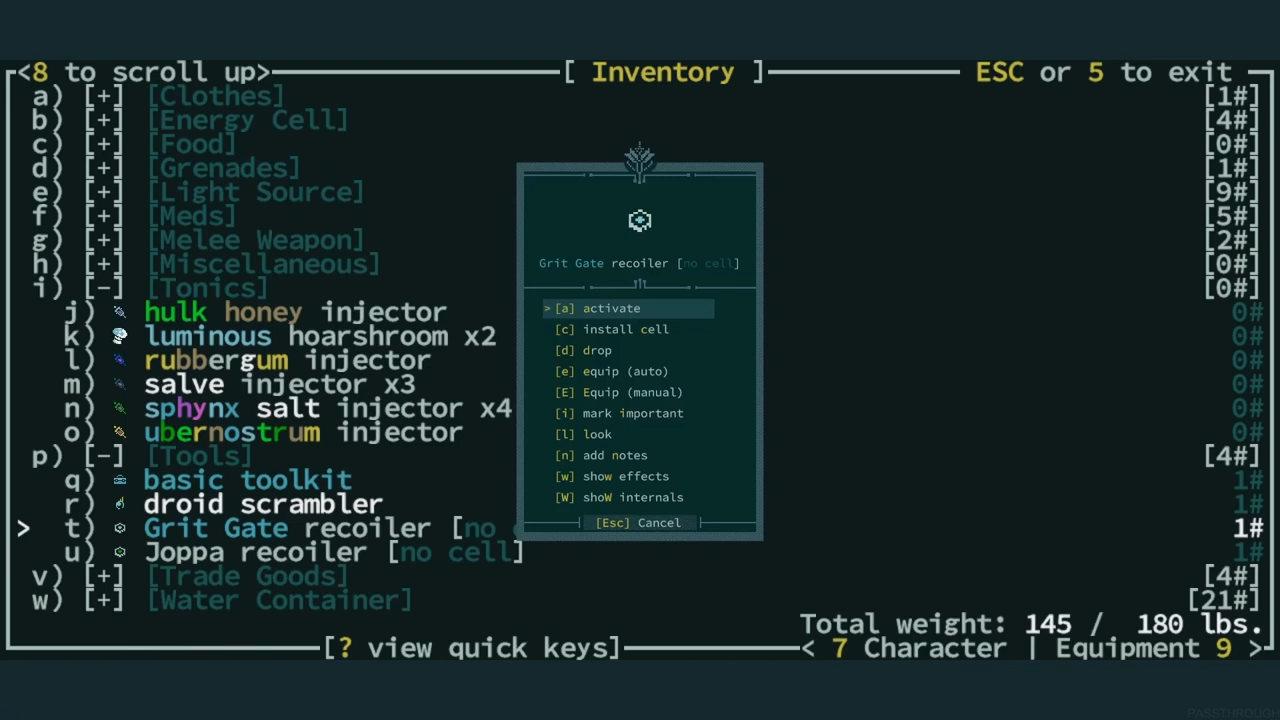 <8 to scroll up> [ Inventory ] ESC or 5 to exit
a) [+] [Clothes] [1#]
b) [+] [Energy Cell] [4#]
c) [+] [Food] [0#]
d) [+] [Grenades] [1#]
e) [+] [Light Source] [9#]
f) [+] [Meds] [5#]
g) [+] [Melee Weapon] [2#]
h) [+] [Miscellaneous] [0#]
i) [-] [Tonics] [0#]
j) hulk honey injector 0#
k) luminous hoarshroom x2 0#
l) rubbergum injector 0#
m) salve injector x3 0#
n) sphynx salt injector x4 0#
o) ubernostrum injector 0#
p) [-] [Tools] [4#]
q) basic toolkit 1#
r) droid scrambler 1#
> t) Grit Gate recoiler [no 1#
u) Joppa recoiler [no cell] 1#
v) [+] [Trade Goods] [4#]
w) [+] [Water Container] [21#]
Total weight: 145 / 180 lbs.
[? view quick keys] < 7 Character | Equipment 9 >
Grit Gate recoiler [no cell]
> [a] activate
[c] install cell
[d] drop
[e] equip (auto)
[E] Equip (manual)
[i] mark important
[l] look
[n] add notes
[w] show effects
[W] shoW internals
[Esc] Cancel
PASSTHROUGH